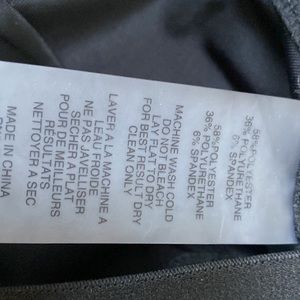 58% POLYESTER
36% POLYURETHANE
6% SPANDEX
58% POLYESTER
36% POLYURETHANE
6% SPANDEX
MACHINE WASH COLD
DO NOT BLEACH
LAY FLAT TO DRY
FOR BEST RESULT DRY
CLEAN ONLY
LAVER A LA MACHINE A
L'EAU FROIDE
NE PAS JAVELLISER
SECHER A PLAT
POUR DE MEILLEURS
RESULTATS
NETTOYER A SEC
MADE IN CHINA